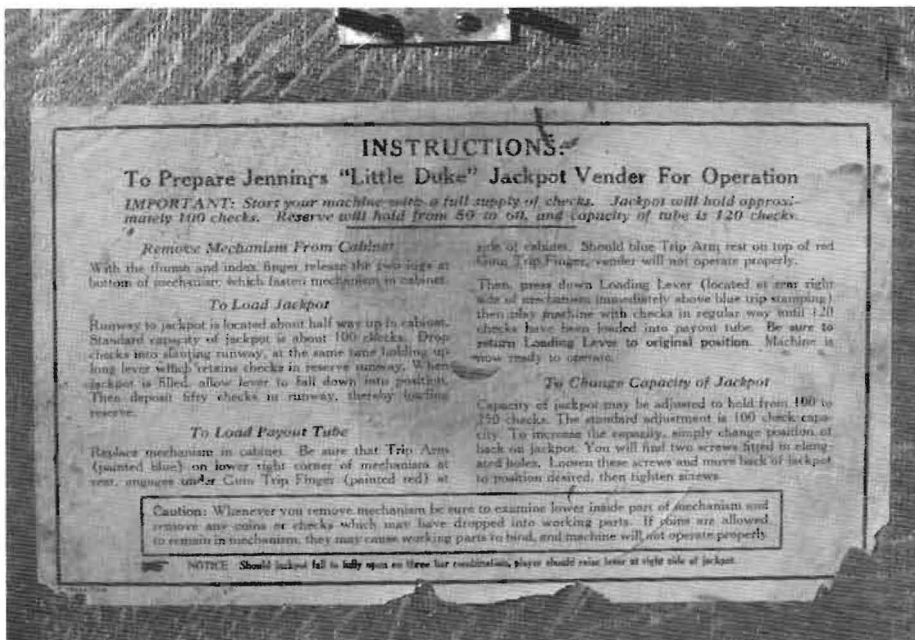 INSTRUCTIONS:
To Prepare Jennings "Little Duke" Jackpot Vender For Operation
IMPORTANT: Start your machine with a full supply of checks. Jackpot will hold approxi-
mately 100 checks. Reserve will hold from 50 to 60, and capacity of tube is 120 checks.
Remove Mechanism From Cabinet
With the thumb and index finger release the two lugs at
bottom of mechanism which fasten mechanism in cabinet.
To Load Jackpot
Runway to jackpot is located about half way up in cabinet.
Standard capacity of jackpot is about 100 checks. Drop
checks into slanting runway, at the same time holding up
long lever which retains checks in reserve runway. When
jackpot is filled, allow lever to fall down into position.
Then deposit fifty checks in runway, thereby loading
reserve.
To Load Payout Tube
Replace mechanism in cabinet. Be sure that Trip Arm
(painted blue) on lower right corner of mechanism at
rear, engages under Gum Trip Finger (painted red) at
side of cabinet. Should blue Trip Arm rest on top of red
Gum Trip Finger, vender will not operate properly.
Then, press down Loading Lever (located at rear right
side of mechanism immediately above blue trip stamping)
then play machine with checks in regular way until 120
checks have been loaded into payout tube. Be sure to
return Loading Lever to original position. Machine is
now ready to operate.
To Change Capacity of Jackpot
Capacity of jackpot may be adjusted to hold from 100 to
150 checks. The standard adjustment is 100 check capa-
city. To increase the capacity, simply change position of
back on jackpot. You will find two screws fitted in elong-
ated holes. Loosen these screws and move back of jackpot
to position desired, then tighten screws.
Caution: Whenever you remove mechanism be sure to examine lower inside part of mechanism and
remove any coins or checks which may have dropped into working parts. If coins are allowed
to remain in mechanism, they may cause working parts to bind, and machine will not operate properly.
NOTICE Should jackpot fail to fully open on three bar combination, player should raise lever at right side of jackpot.